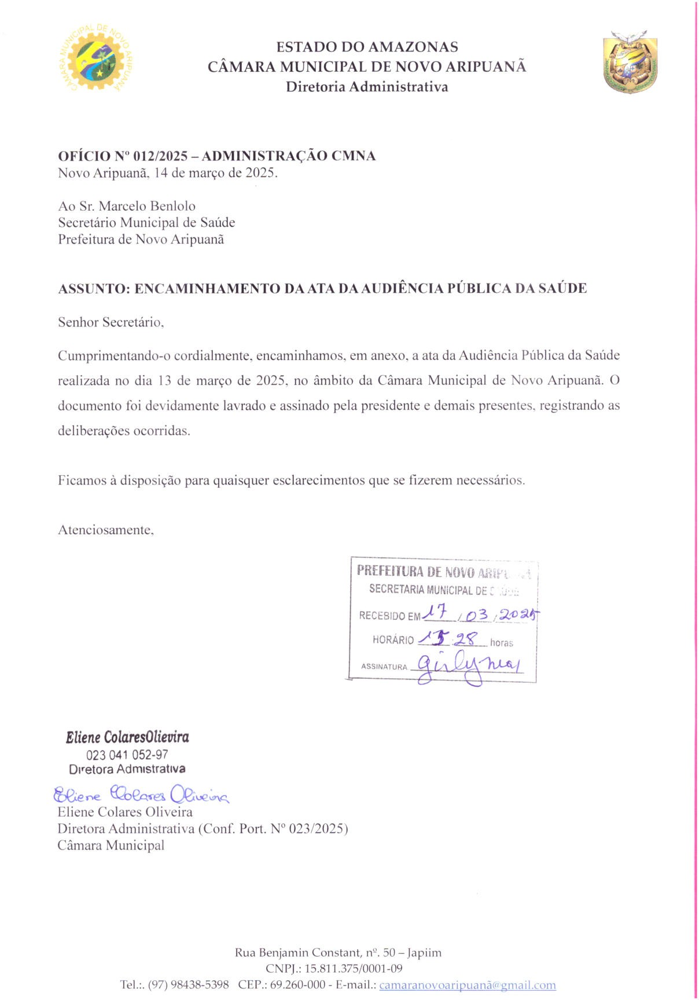 CÂMARA MUNICIPAL DE NOVO ARIPUANÃ
ESTADO DO AMAZONAS
CÂMARA MUNICIPAL DE NOVO ARIPUANÃ
Diretoria Administrativa
OFÍCIO Nº 012/2025 – ADMINISTRAÇÃO CMNA
Novo Aripuanã, 14 de março de 2025.
Ao Sr. Marcelo Benlolo
Secretário Municipal de Saúde
Prefeitura de Novo Aripuanã
ASSUNTO: ENCAMINHAMENTO DA ATA DA AUDIÊNCIA PÚBLICA DA SAÚDE
Senhor Secretário,
Cumprimentando-o cordialmente, encaminhamos, em anexo, a ata da Audiência Pública da Saúde
realizada no dia 13 de março de 2025, no âmbito da Câmara Municipal de Novo Aripuanã. O
documento foi devidamente lavrado e assinado pela presidente e demais presentes, registrando as
deliberações ocorridas.
Ficamos à disposição para quaisquer esclarecimentos que se fizerem necessários.
Atenciosamente,
PREFEITURA DE NOVO ARIPUANÃ
SECRETARIA MUNICIPAL DE SAÚDE
RECEBIDO EM 17 / 03 / 2025
HORÁRIO 15:28 horas
ASSINATURA
Eliene ColaresOlievira
023 041 052-97
Diretora Admistrativa
Eliene Colares Oliveira
Eliene Colares Oliveira
Diretora Administrativa (Conf. Port. Nº 023/2025)
Câmara Municipal
Rua Benjamin Constant, nº. 50 – Japiim
CNPJ.: 15.811.375/0001-09
Tel.:. (97) 98438-5398 CEP.: 69.260-000 - E-mail.: camaranovoaripuanã@gmail.com